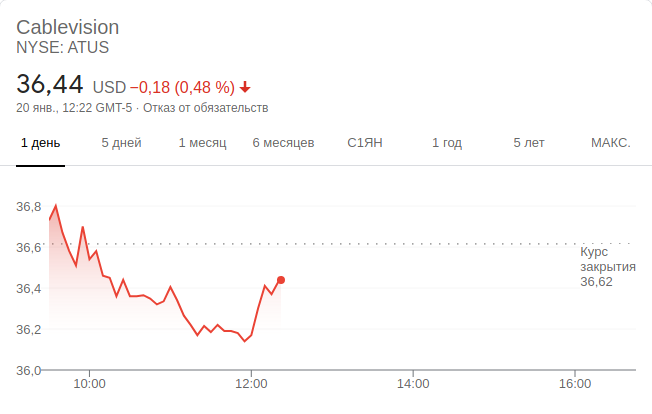 Cablevision
NYSE: ATUS
36,44 USD −0,18 (0,48 %)
20 янв., 12:22 GMT-5 · Отказ от обязательств
1 день 5 дней 1 месяц 6 месяцев С1ЯН 1 год 5 лет МАКС.
36,8
36,6
36,4
36,2
36,0
Курс
закрытия
36,62
10:00 12:00 14:00 16:00